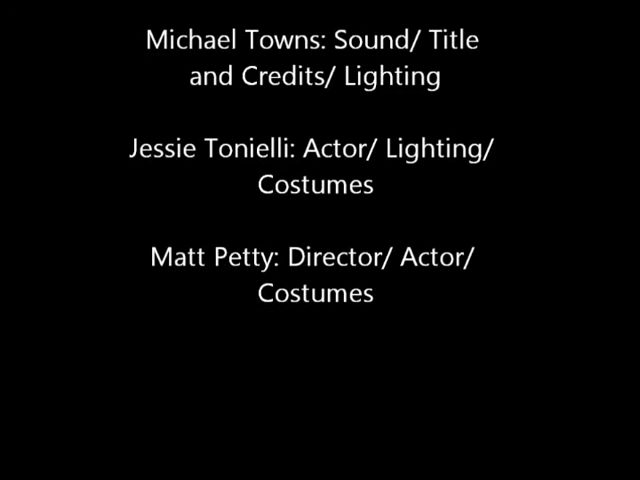 Michael Towns: Sound/ Title
and Credits/ Lighting
Jessie Tonielli: Actor/ Lighting/
Costumes
Matt Petty: Director/ Actor/
Costumes